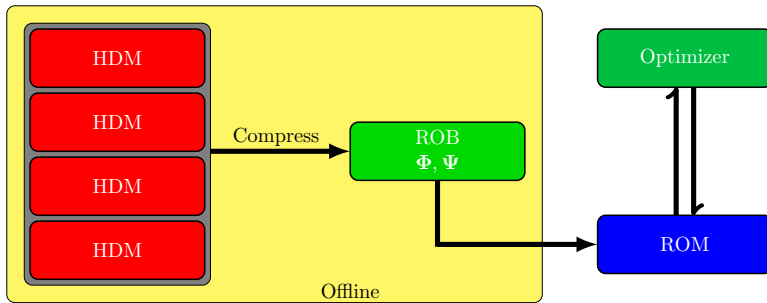 HDM
HDM
HDM
HDM
Compress
ROB
Φ, Ψ
Offline
Optimizer
ROM